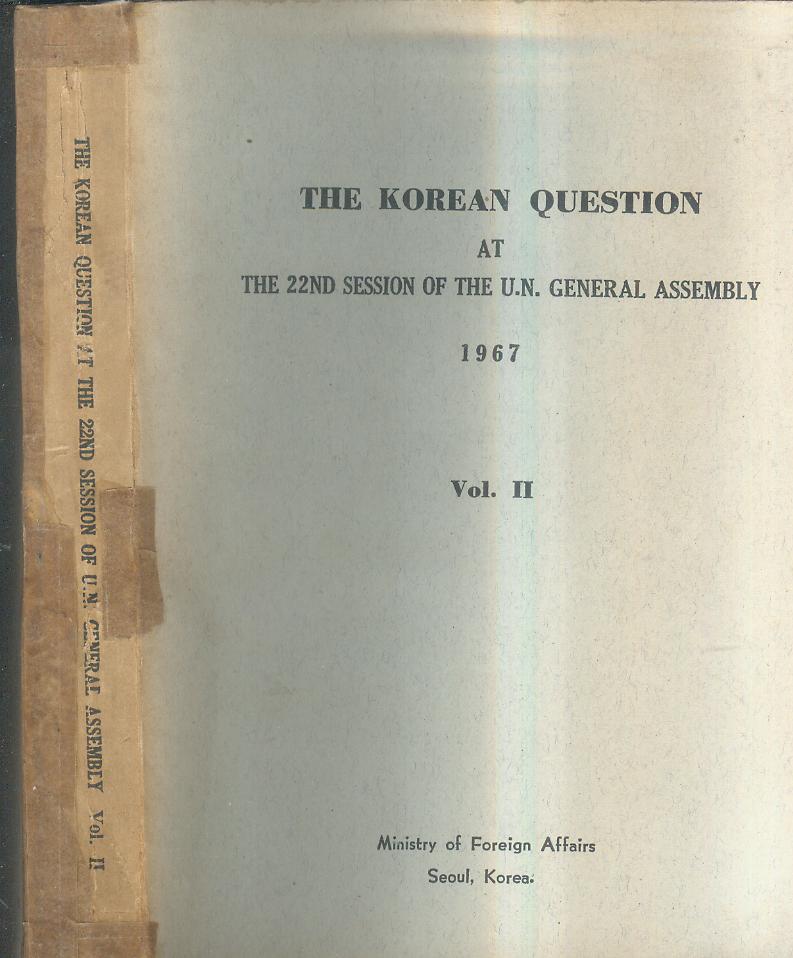 THE KOREAN QUESTION AT THE 22ND SESSION OF U.N. GENERAL ASSEMBLY Vol. II
THE KOREAN QUESTION
AT
THE 22ND SESSION OF THE U.N. GENERAL ASSEMBLY
1967
Vol. II
Ministry of Foreign Affairs
Seoul, Korea.